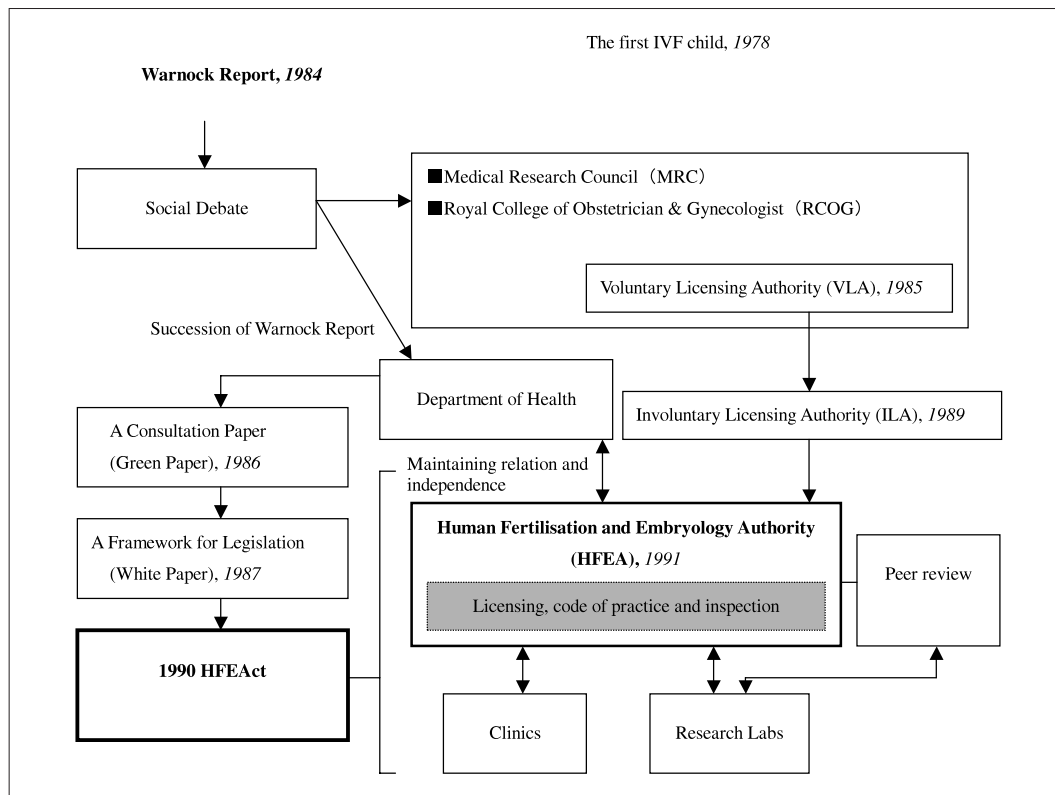 The first IVF child, 1978
Warnock Report, 1984
Social Debate
■Medical Research Council（MRC）
■Royal College of Obstetrician & Gynecologist（RCOG）
Voluntary Licensing Authority (VLA), 1985
Succession of Warnock Report
Department of Health
Involuntary Licensing Authority (ILA), 1989
A Consultation Paper
(Green Paper), 1986
Maintaining relation and
independence
A Framework for Legislation
(White Paper), 1987
Human Fertilisation and Embryology Authority
(HFEA), 1991
Licensing, code of practice and inspection
Peer review
1990 HFEAct
Clinics
Research Labs